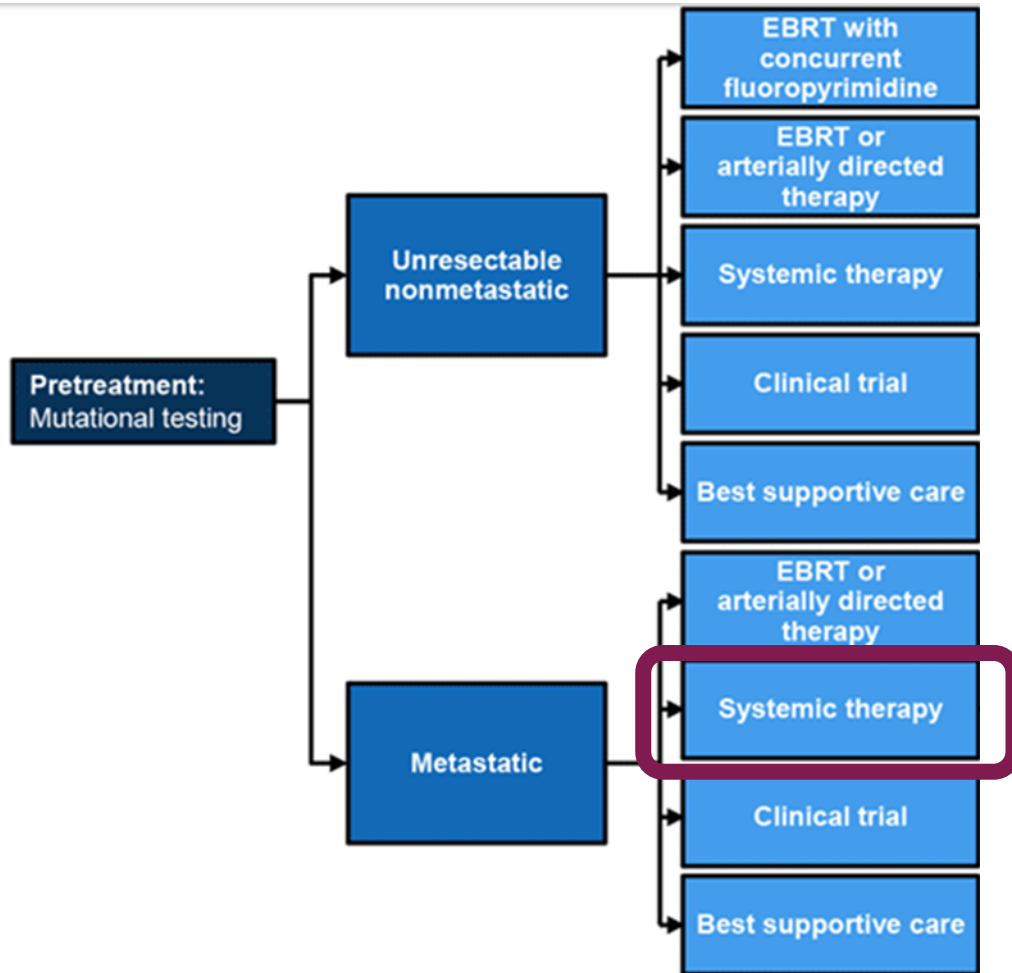 EBRT with
concurrent
fluoropyrimidine
EBRT or
arterially directed
therapy
Unresectable
nonmetastatic
Systemic therapy
Pretreatment:
Mutational testing
Clinical trial
Best supportive care
EBRT or
arterially directed
therapy
Systemic therapy
Metastatic
Clinical trial
Best supportive care